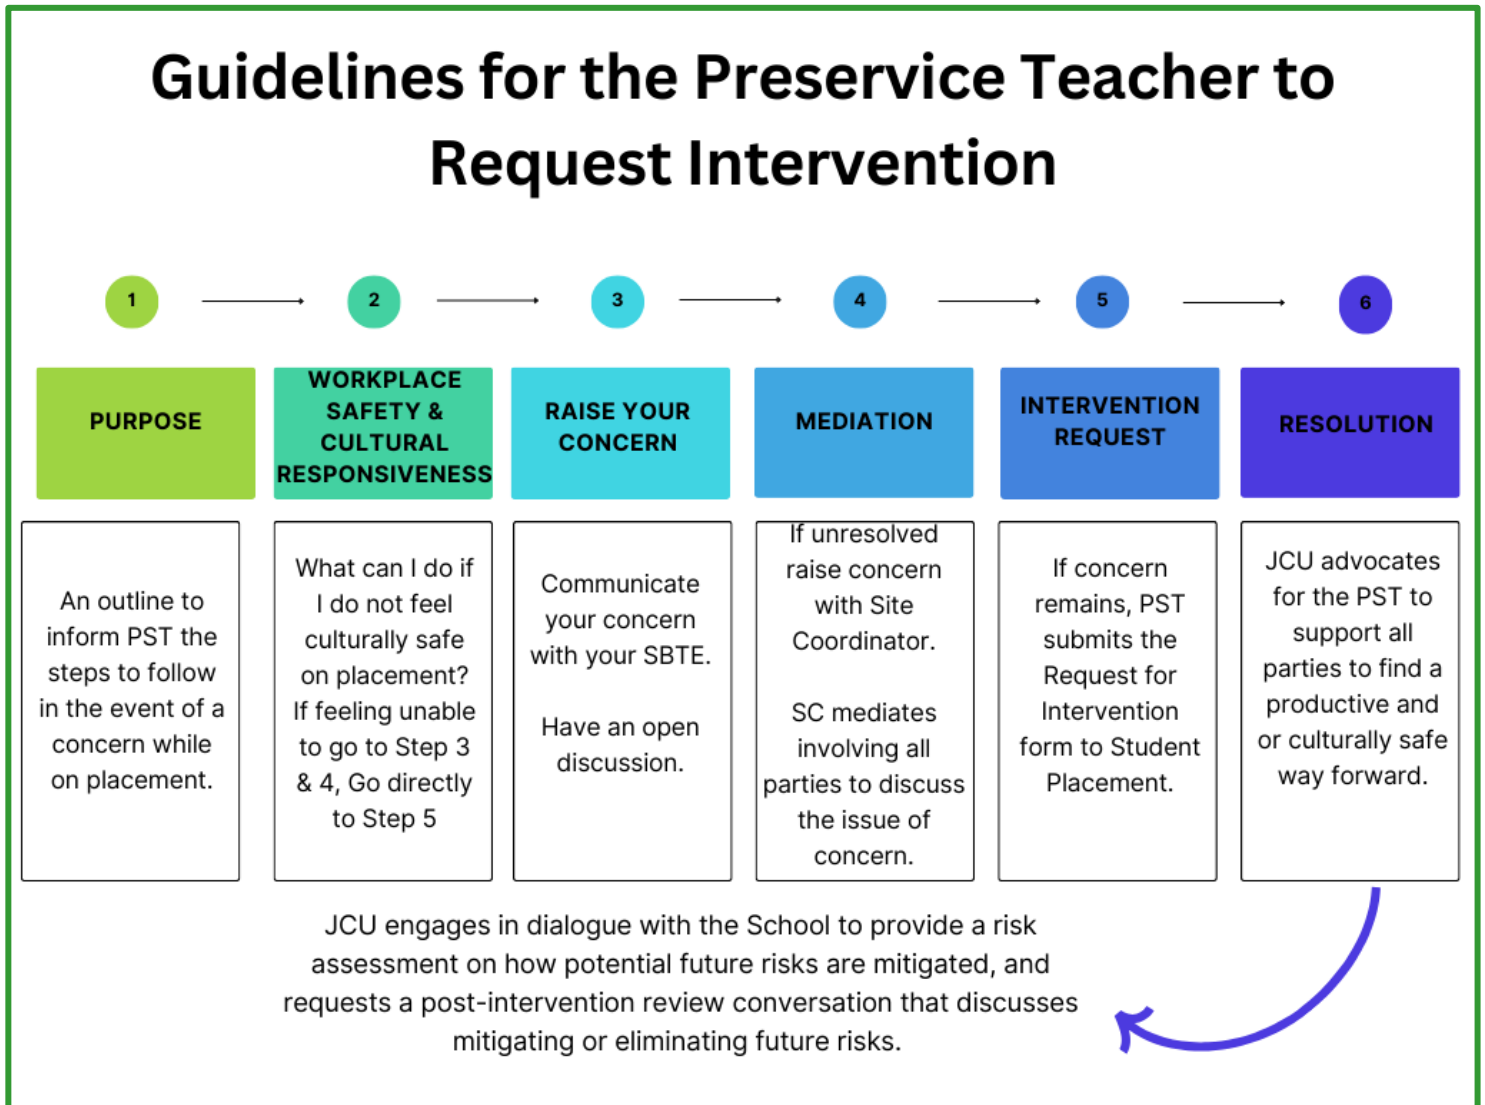 Guidelines for the Preservice Teacher to
Request Intervention
1
2
3
4
5
6
PURPOSE
WORKPLACE
SAFETY &
CULTURAL
RESPONSIVENESS
RAISE YOUR
CONCERN
MEDIATION
INTERVENTION
REQUEST
RESOLUTION
An outline to
inform PST the
steps to follow
in the event of a
concern while
on placement.
What can I do if
I do not feel
culturally safe
on placement?
If feeling unable
to go to Step 3
& 4, Go directly
to Step 5
Communicate
your concern
with your SBTE.
Have an open
discussion.
If unresolved
raise concern
with Site
Coordinator.
SC mediates
involving all
parties to discuss
the issue of
concern.
If concern
remains, PST
submits the
Request for
Intervention
form to Student
Placement.
JCU advocates
for the PST to
support all
parties to find a
productive and
or culturally safe
way forward.
JCU engages in dialogue with the School to provide a risk
assessment on how potential future risks are mitigated, and
requests a post-intervention review conversation that discusses
mitigating or eliminating future risks.